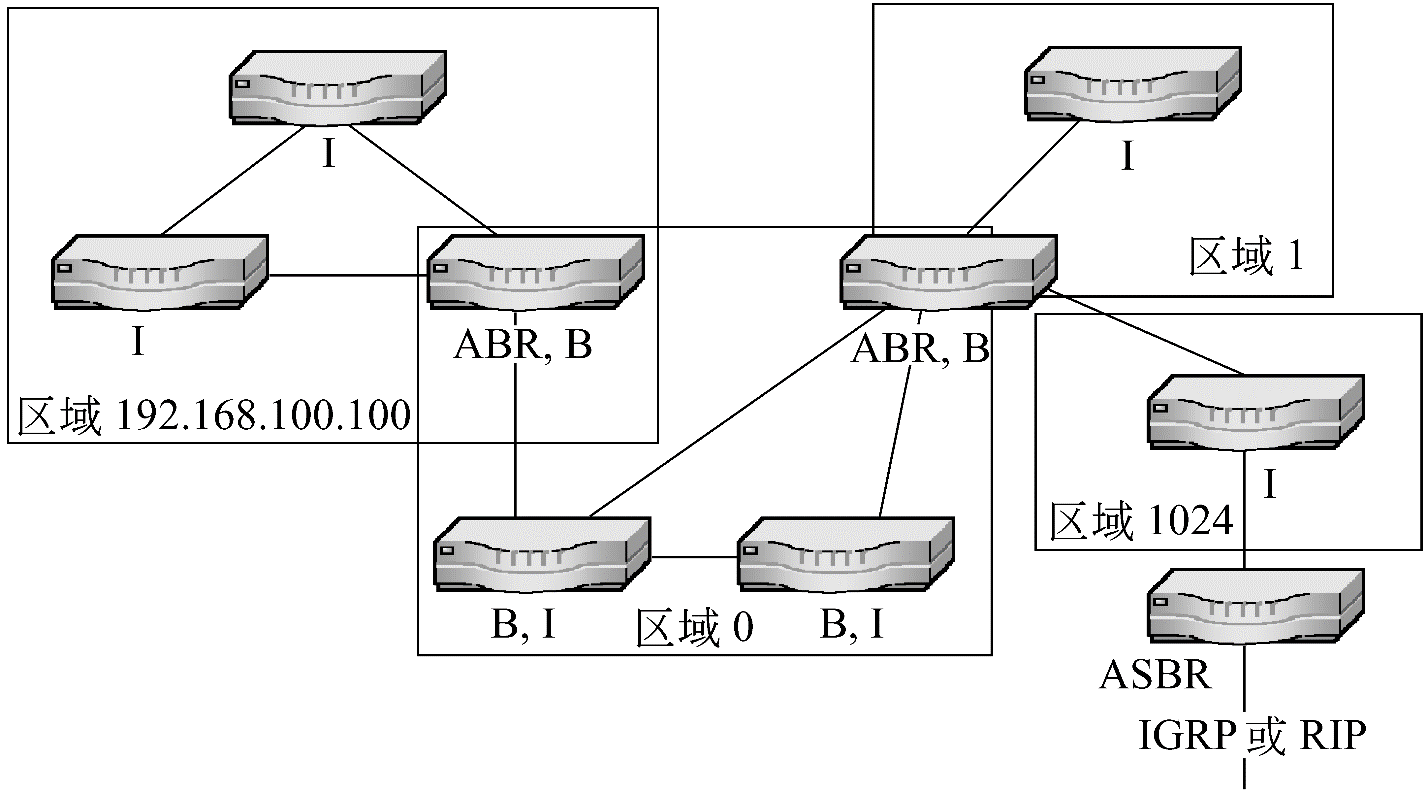 I
I
区域 1
I
ABR, B
ABR, B
区域 192.168.100.100
I
区域 1024
B, I
区域 0
B, I
ASBR
IGRP 或 RIP